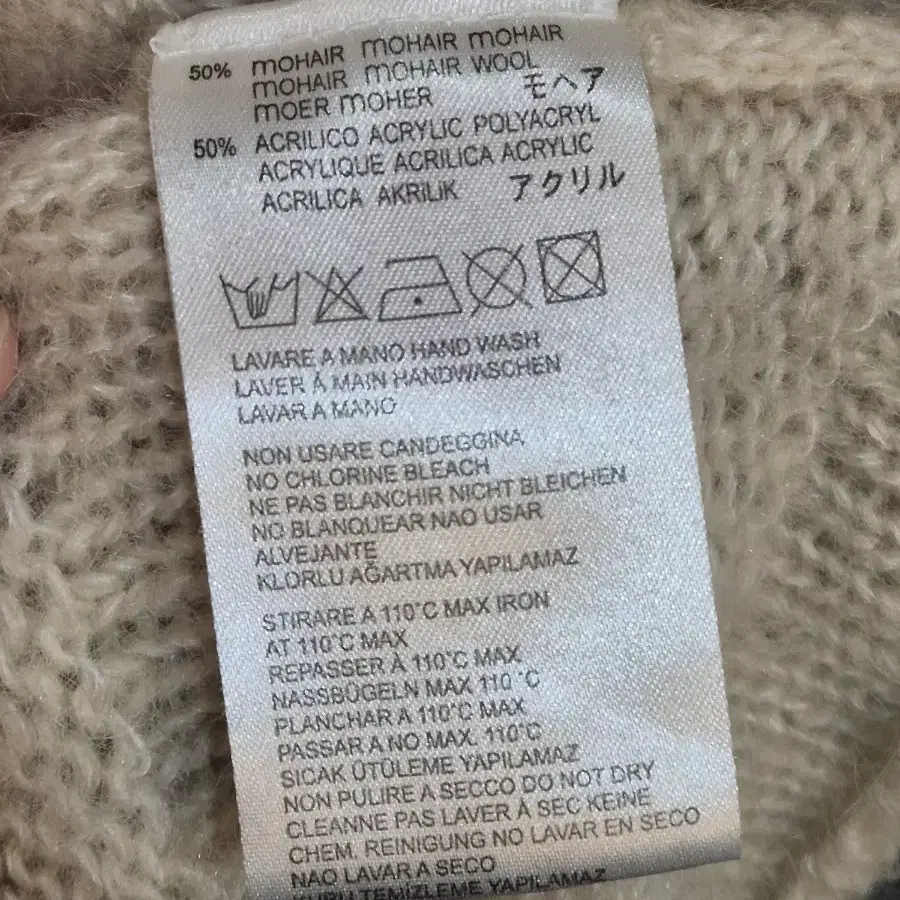 50% MOHAIR MOHAIR MOHAIR
MOHAIR MOHAIR WOOL
MOER MOHER モヘア
50% ACRILICO ACRYLIC POLYACRYL
ACRYLIQUE ACRILICA ACRYLIC
ACRILICA AKRILIK アクリル
LAVARE A MANO HAND WASH
LAVER Á MAIN HANDWASCHEN
LAVAR A MANO
NON USARE CANDEGGINA
NO CHLORINE BLEACH
NE PAS BLANCHIR NICHT BLEICHEN
NO BLANQUEAR NAO USAR
ALVEJANTE
KLORLU AĞARTMA YAPILAMAZ
STIRARE A 110°C MAX IRON
AT 110°C MAX
REPASSER À 110°C MAX
NASSBÜGELN MAX 110 °C
PLANCHAR A 110°C MAX
PASSAR A NO MAX. 110°C
SICAK ÜTÜLEME YAPILAMAZ
NON PULIRE A SECCO DO NOT DRY
CLEANNE PAS LAVER À SEC KEINE
CHEM. REINIGUNG NO LAVAR EN SECO
NAO LAVAR A SECO
KURU TEMİZLEME YAPILAMAZ